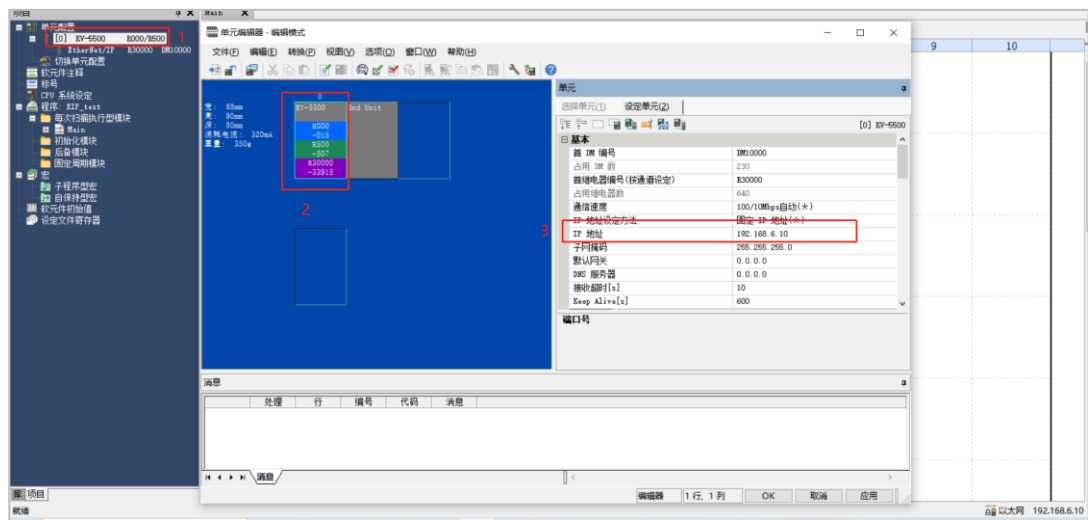 项目
Main
单元配置
[0] KV-5500 R000/R500
1
EtherNet/IP R30000 DM10000
切换单元配置
软元件注释
标号
CPU 系统设定
程序: EIP_text
每次扫描执行型模块
Main
初始化模块
后备模块
固定周期模块
宏
子程序型宏
自保持型宏
软元件初始值
设定文件寄存器
库 项目
就绪
单元编辑器 - 编辑模式
文件(F) 编辑(E) 转换(P) 视图(V) 选项(O) 窗口(W) 帮助(H)
宽: 88mm
高: 90mm
深: 80mm
消耗电流: 320mA
重量: 350g
0
KV-5500 End Unit
R000
~015
R500
~507
R30000
~33915
2
单元
选择单元(1) 设定单元(2)
[0] KV-5500
基本
首 DM 编号 DM10000
占用 DM 数 230
首继电器编号(按通道设定) R30000
占用继电器数 640
通信速度 100/10Mbps自动(*)
IP 地址设定方法 固定 IP 地址(*)
3
IP 地址 192.168.6.10
子网掩码 255.255.255.0
默认网关 0.0.0.0
DNS 服务器 0.0.0.0
接收超时[s] 10
Keep Alive[s] 600
端口号
消息
处理 行 编号 代码 消息
消息
编辑器 1 行, 1 列 OK 取消 应用
9 10
以太网 192.168.6.10